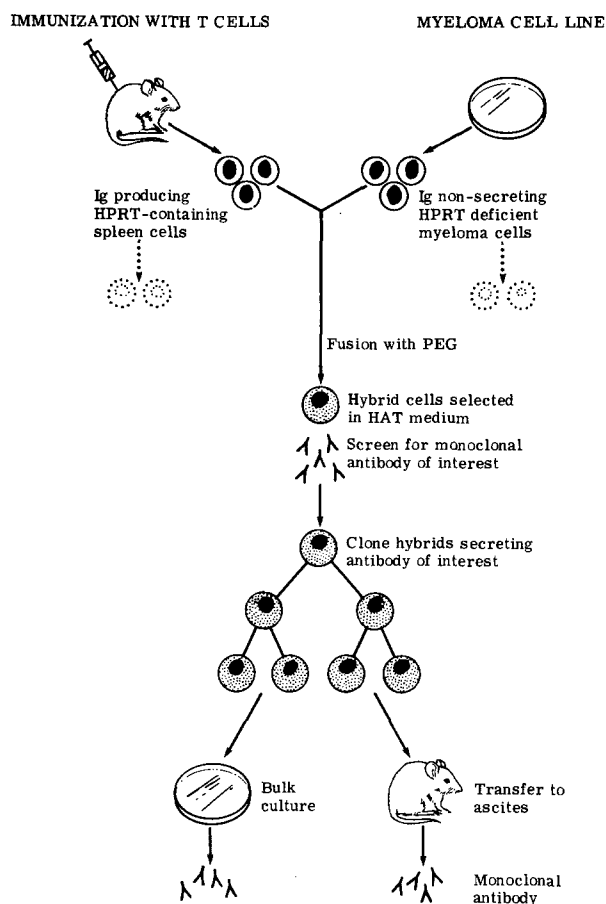 IMMUNIZATION WITH T CELLS
MYELOMA CELL LINE
Ig producing
HPRT-containing
spleen cells
Ig non-secreting
HPRT deficient
myeloma cells
Fusion with PEG
Hybrid cells selected
in HAT medium
Screen for monoclonal
antibody of interest
Clone hybrids secreting
antibody of interest
Bulk
culture
Transfer to
ascites
Monoclonal
antibody